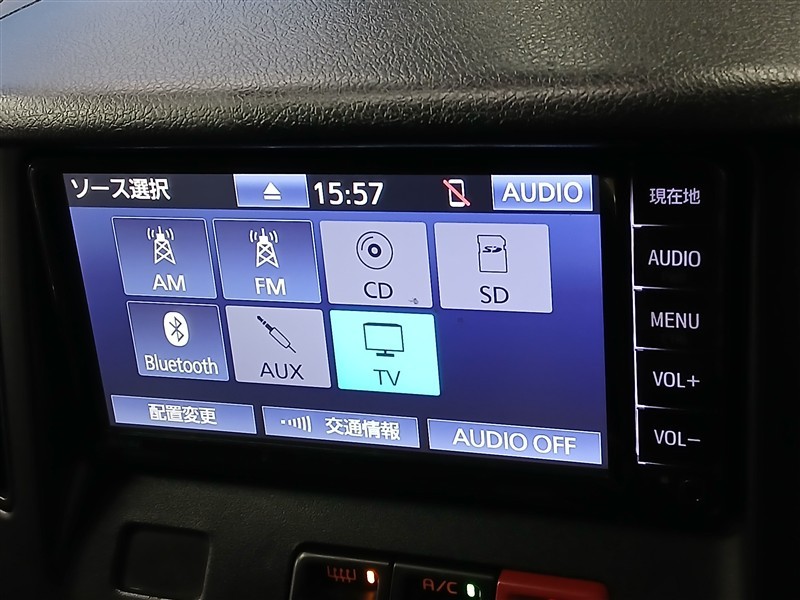 ソース選択
15:57
AUDIO
現在地
AM
FM
CD
SD
AUDIO
Bluetooth
AUX
TV
MENU
VOL+
配置変更
交通情報
AUDIO OFF
VOL−
A/C